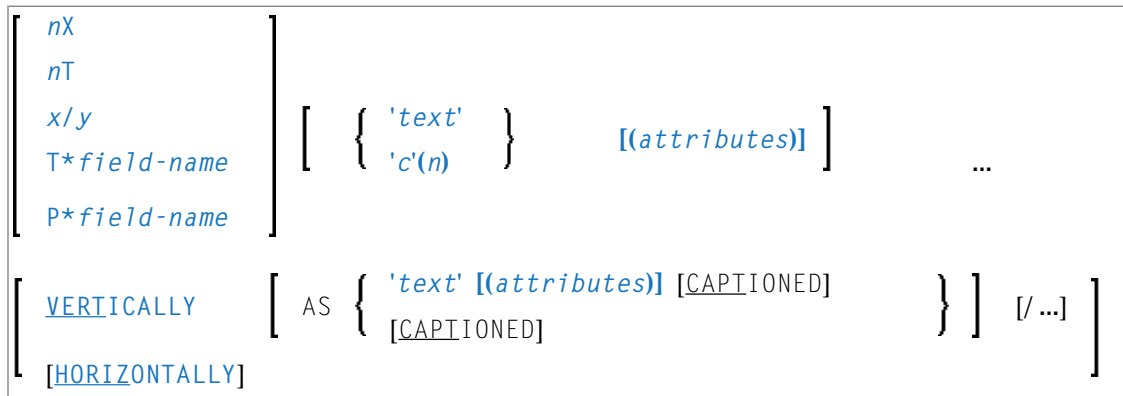 nX
nT
x/y
T*field-name
P*field-name
[ { 'text' 'c'(n) } [(attributes)] ] ...
VERTICALLY [ AS { 'text' [(attributes)] [CAPTIONED]
[CAPTIONED] } ] [/ ...]
[HORIZONTALLY]